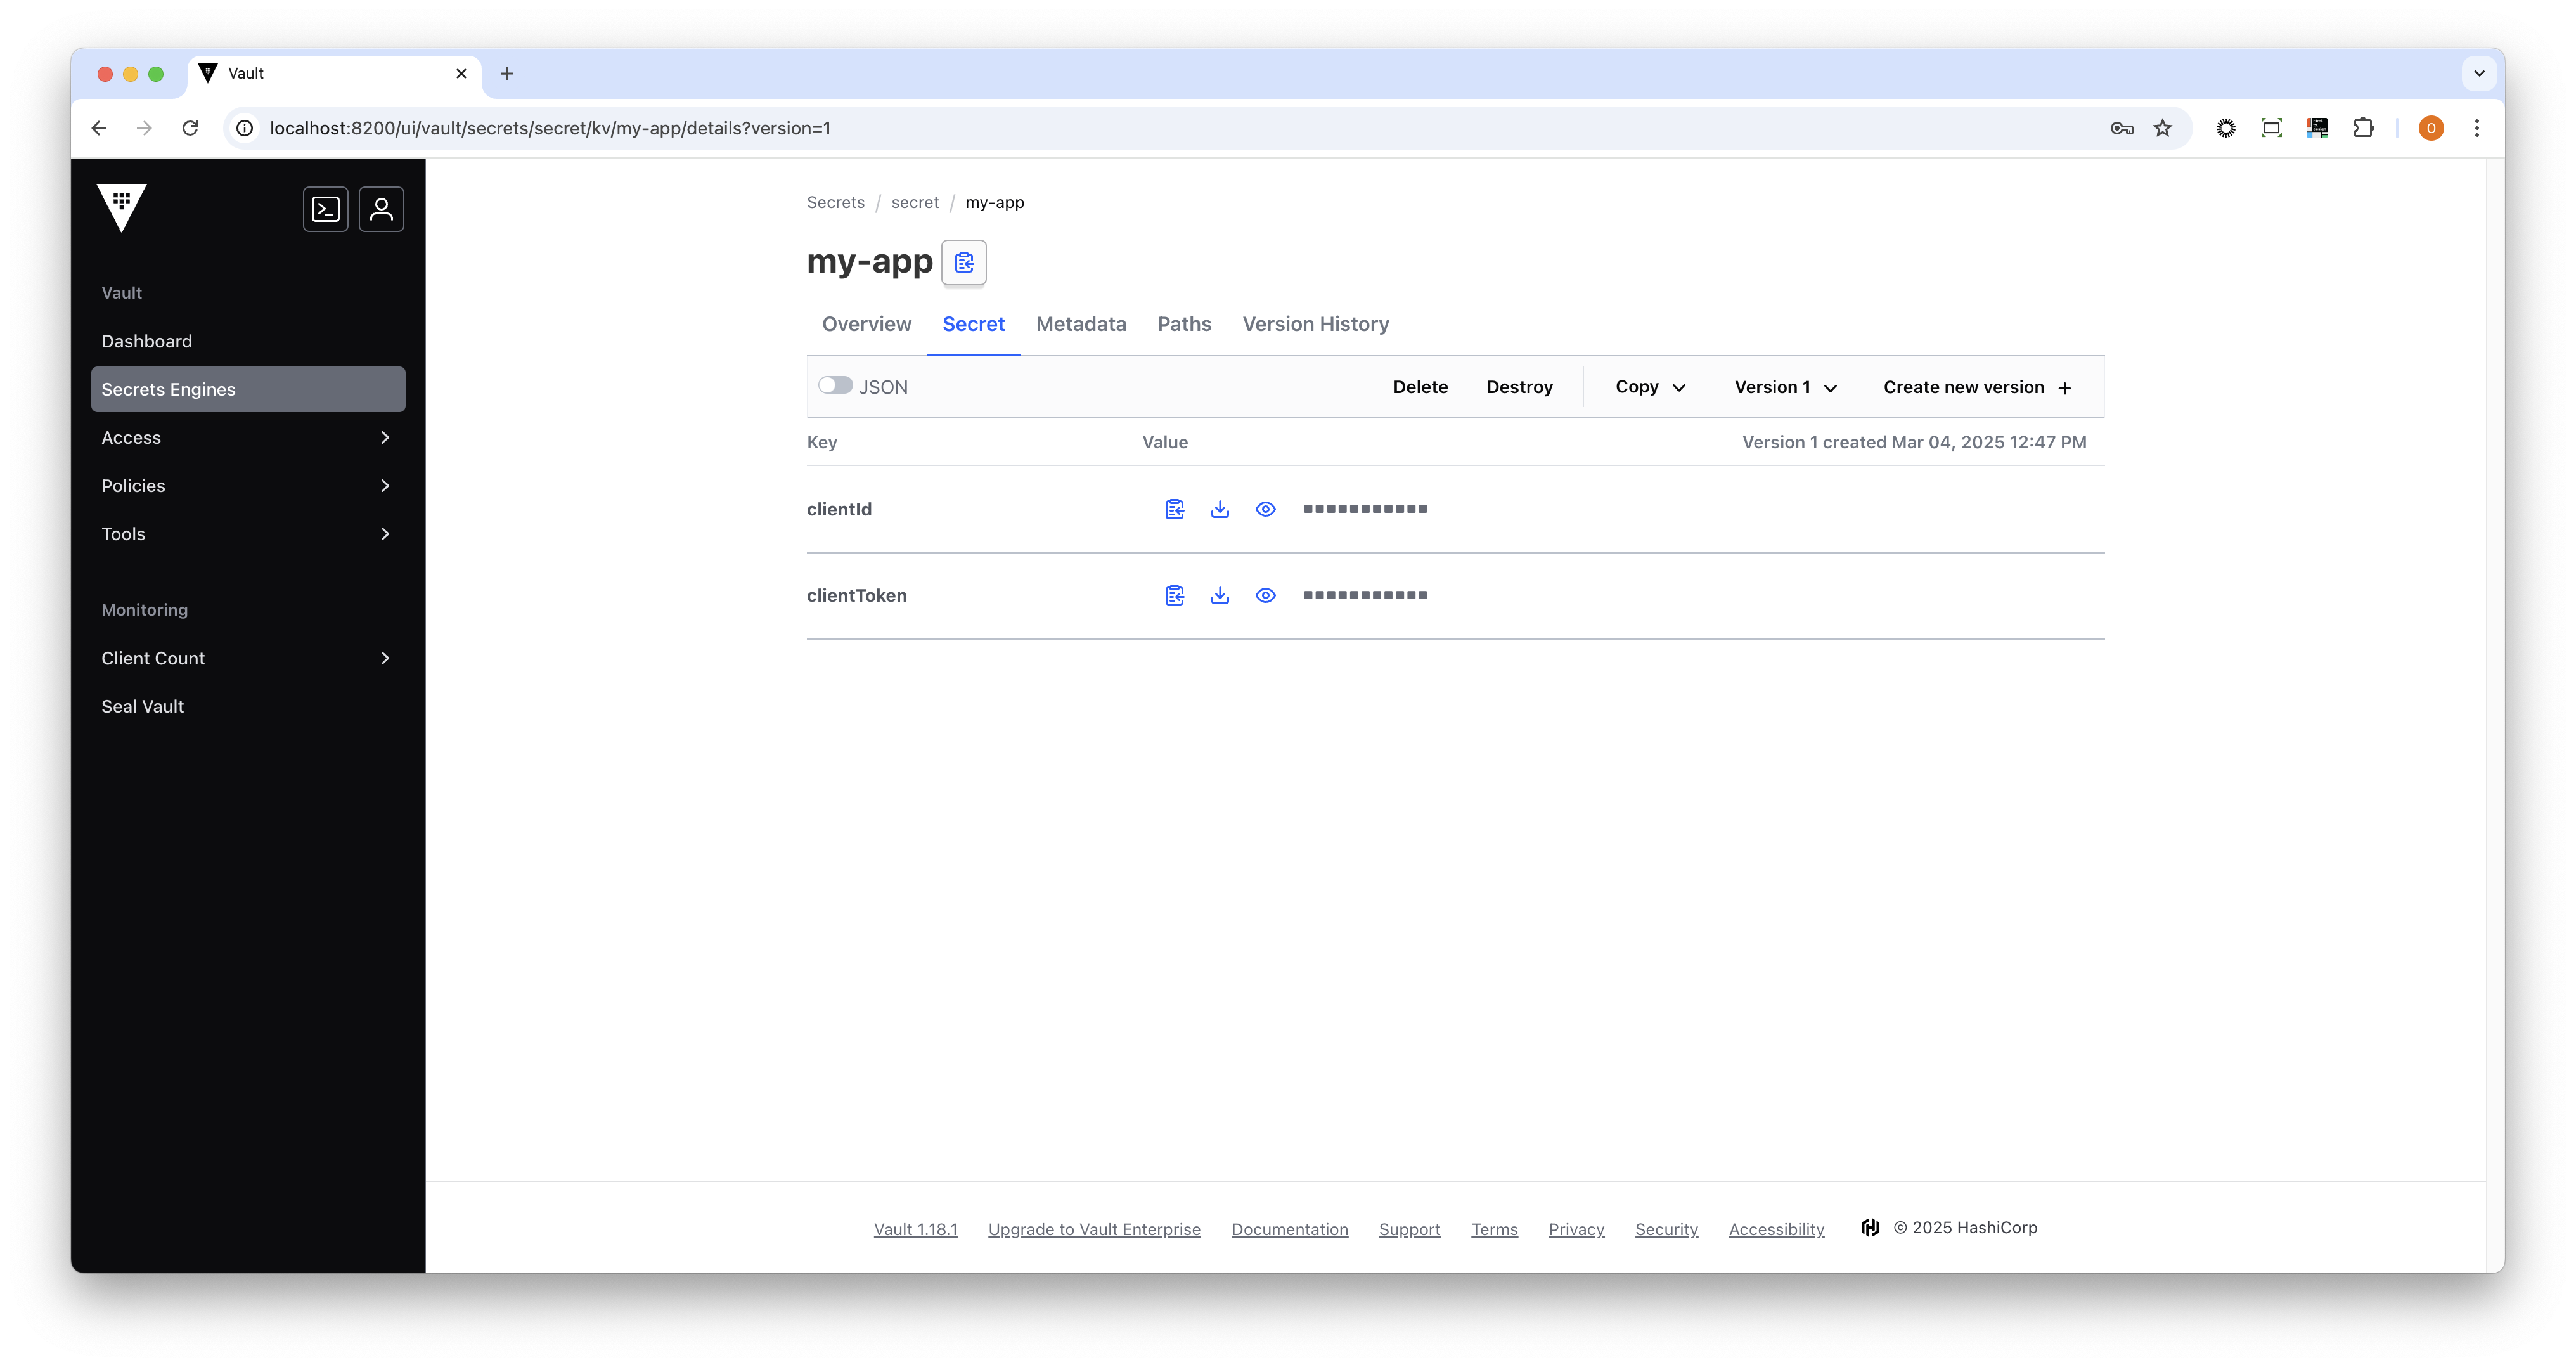 Vault
localhost:8200/ui/vault/secrets/secret/kv/my-app/details?version=1
O
Vault
Dashboard
Secrets Engines
Access
Policies
Tools
Monitoring
Client Count
Seal Vault
Secrets / secret / my-app
my-app
Overview Secret Metadata Paths Version History
JSON Delete Destroy Copy Version 1 Create new version +
Key Value Version 1 created Mar 04, 2025 12:47 PM
clientId
clientToken
Vault 1.18.1 Upgrade to Vault Enterprise Documentation Support Terms Privacy Security Accessibility © 2025 HashiCorp